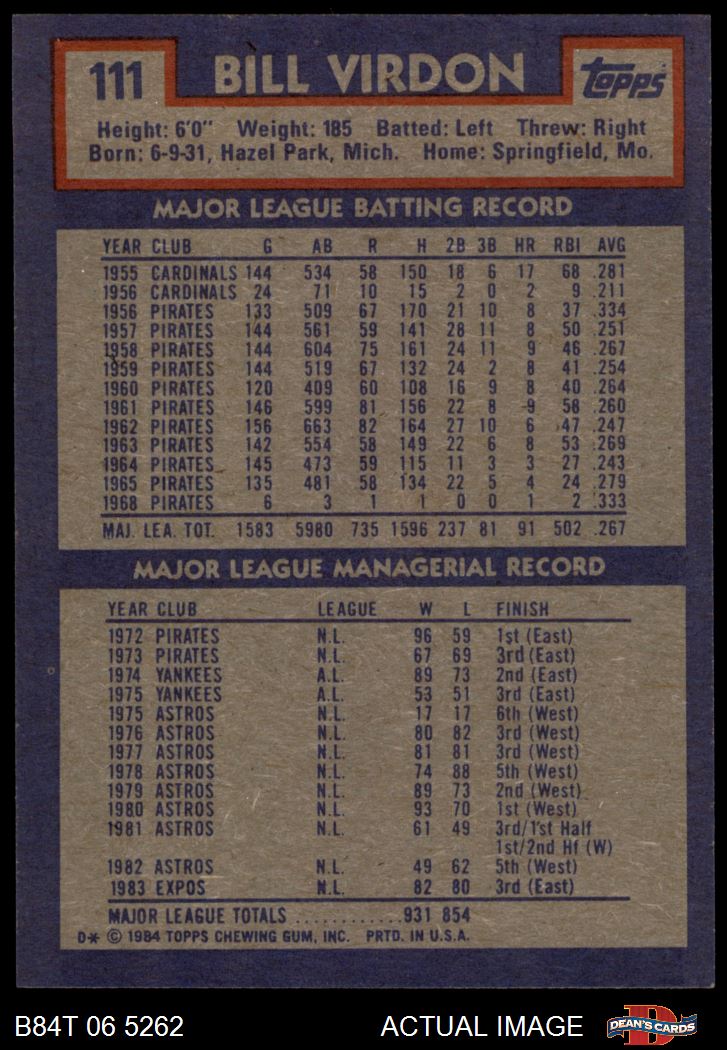 111 BILL VIRDON topps
Height: 6'0" Weight: 185 Batted: Left Threw: Right
Born: 6-9-31, Hazel Park, Mich. Home: Springfield, Mo.
MAJOR LEAGUE BATTING RECORD
YEAR CLUB G AB R H 2B 3B HR RBI AVG
1955 CARDINALS 144 534 58 150 18 6 17 68 .281
1956 CARDINALS 24 71 10 15 2 0 2 9 .211
1956 PIRATES 133 509 67 170 21 10 8 37 .334
1957 PIRATES 144 561 59 141 28 11 8 50 .251
1958 PIRATES 144 604 75 161 24 11 9 46 .267
1959 PIRATES 144 519 67 132 24 2 8 41 .254
1960 PIRATES 120 409 60 108 16 9 8 40 .264
1961 PIRATES 146 599 81 156 22 8 9 58 .260
1962 PIRATES 156 663 82 164 27 10 6 47 .247
1963 PIRATES 142 554 58 149 22 6 8 53 .269
1964 PIRATES 145 473 59 115 11 3 3 27 .243
1965 PIRATES 135 481 58 134 22 5 4 24 .279
1968 PIRATES 6 3 1 1 0 0 1 2 .333
MAJ. LEA. TOT. 1583 5980 735 1596 237 81 91 502 .267
MAJOR LEAGUE MANAGERIAL RECORD
YEAR CLUB LEAGUE W L FINISH
1972 PIRATES N.L. 96 59 1st (East)
1973 PIRATES N.L. 67 69 3rd (East)
1974 YANKEES A.L. 89 73 2nd (East)
1975 YANKEES A.L. 53 51 3rd (East)
1975 ASTROS N.L. 17 17 6th (West)
1976 ASTROS N.L. 80 82 3rd (West)
1977 ASTROS N.L. 81 81 3rd (West)
1978 ASTROS N.L. 74 88 5th (West)
1979 ASTROS N.L. 89 73 2nd (West)
1980 ASTROS N.L. 93 70 1st (West)
1981 ASTROS N.L. 61 49 3rd/1st Half
1st/2nd Hf (W)
1982 ASTROS N.L. 49 62 5th (West)
1983 EXPOS N.L. 82 80 3rd (East)
MAJOR LEAGUE TOTALS ............931 854
D* © 1984 TOPPS CHEWING GUM, INC. PRTD. IN U.S.A.
B84T 06 5262 ACTUAL IMAGE DEAN'S CARDS